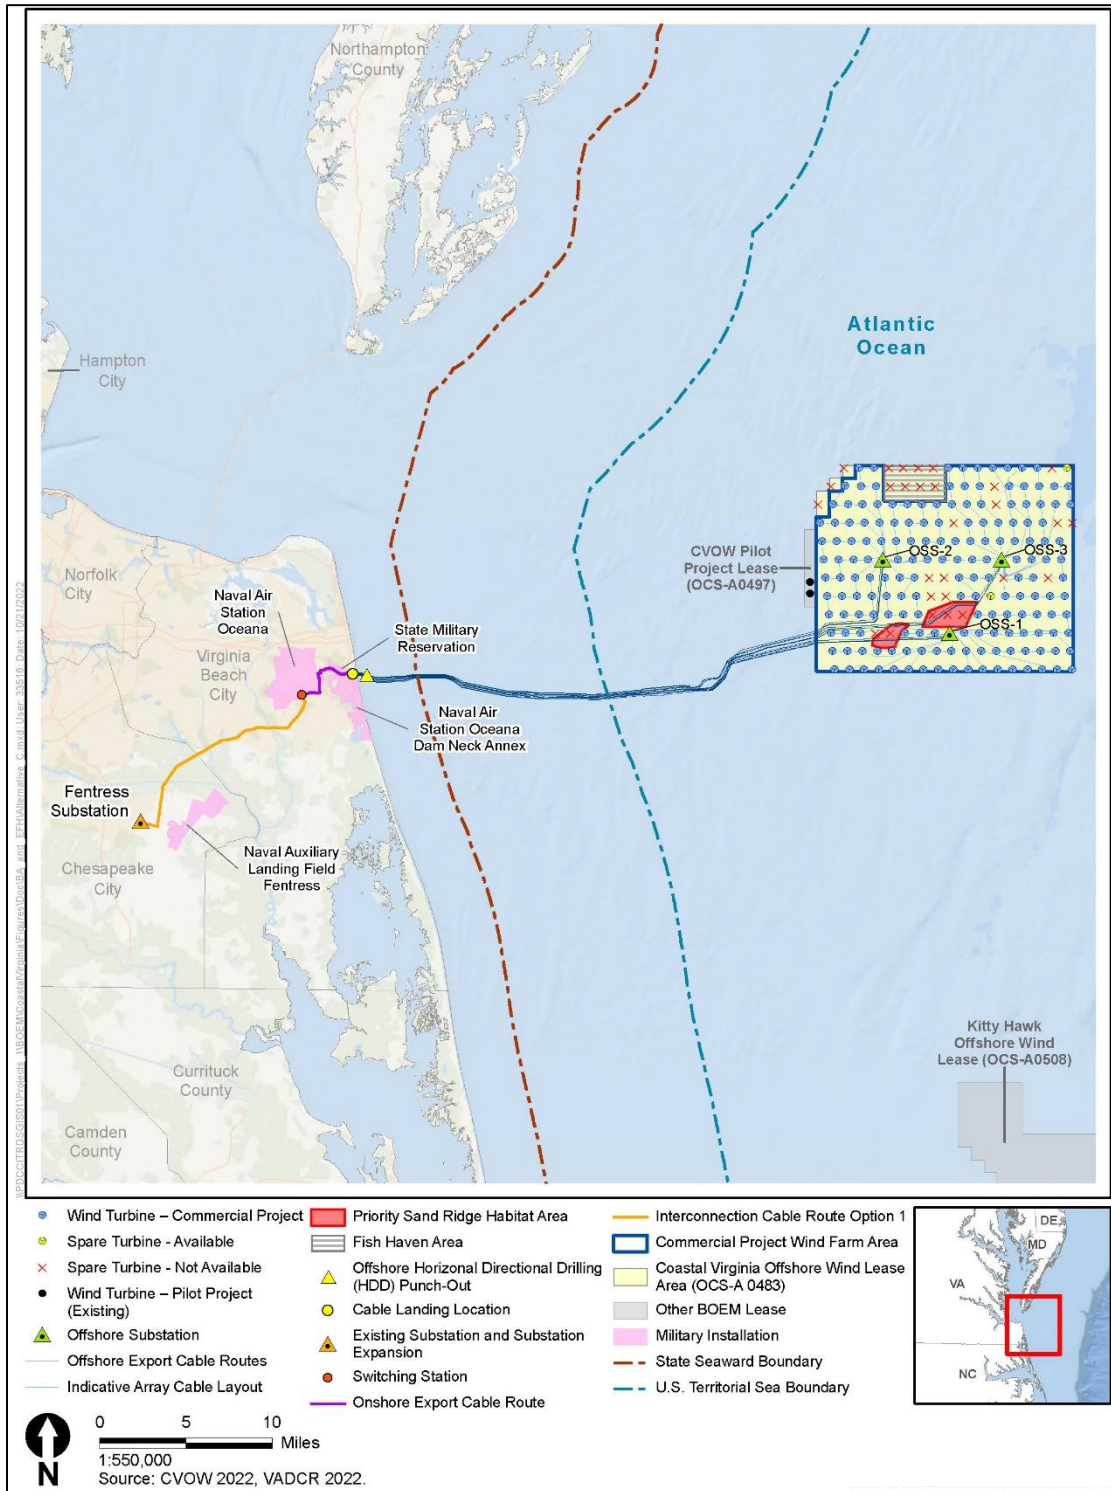 Northampton
County
Atlantic
Ocean
Hampton
City
CVOW Pilot
Project Lease
(OCS-A0497)
OSS-2
OSS-3
OSS-1
Norfolk
City
Naval Air
Station
Oceana
State Military
Reservation
Virginia
Beach
City
Naval Air
Station Oceana
Dam Neck Annex
Fentress
Substation
Naval Auxiliary
Landing Field
Fentress
Chesapeake
City
Kitty Hawk
Offshore Wind
Lease (OCS-A0508)
Currituck
County
Camden
County
Wind Turbine – Commercial Project
Spare Turbine - Available
Spare Turbine - Not Available
Wind Turbine – Pilot Project
(Existing)
Offshore Substation
Offshore Export Cable Routes
Indicative Array Cable Layout
Priority Sand Ridge Habitat Area
Fish Haven Area
Offshore Horizonal Directional Drilling
(HDD) Punch-Out
Cable Landing Location
Existing Substation and Substation
Expansion
Switching Station
Onshore Export Cable Route
Interconnection Cable Route Option 1
Commercial Project Wind Farm Area
Coastal Virginia Offshore Wind Lease
Area (OCS-A 0483)
Other BOEM Lease
Military Installation
State Seaward Boundary
U.S. Territorial Sea Boundary
DE
MD
VA
NC
N
0 5 10
Miles
1:550,000
Source: CVOW 2022, VADCR 2022.